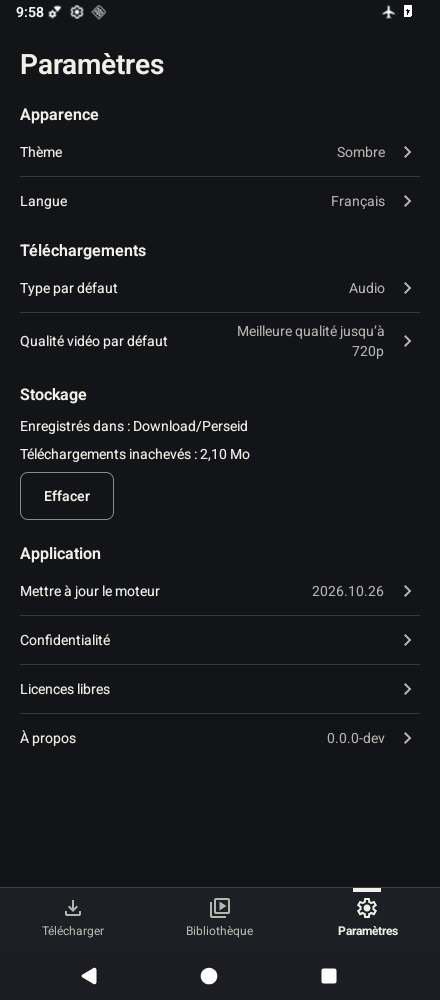 9:58
Paramètres
Apparence
Thème
Sombre
Langue
Français
Téléchargements
Type par défaut
Audio
Qualité vidéo par défaut
Meilleure qualité jusqu’à
720p
Stockage
Enregistrés dans : Download/Perseid
Téléchargements inachevés : 2,10 Mo
Effacer
Application
Mettre à jour le moteur
2026.10.26
Confidentialité
Licences libres
À propos
0.0.0-dev
Télécharger
Bibliothèque
Paramètres